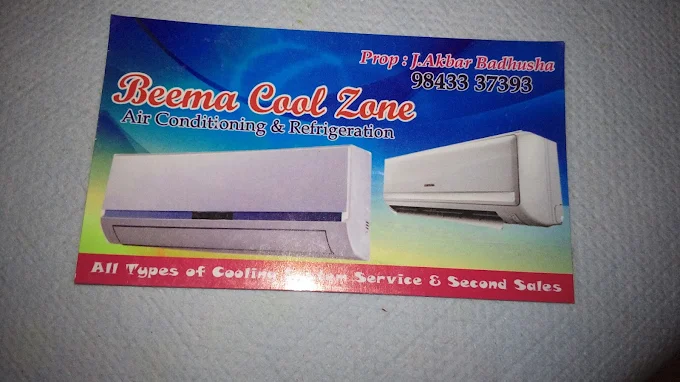 Prop : J.Akbar Badhusha
98433 37393
Beema Cool Zone
Air Conditioning & Refrigeration
All Types of Cooling Service & Second Sales